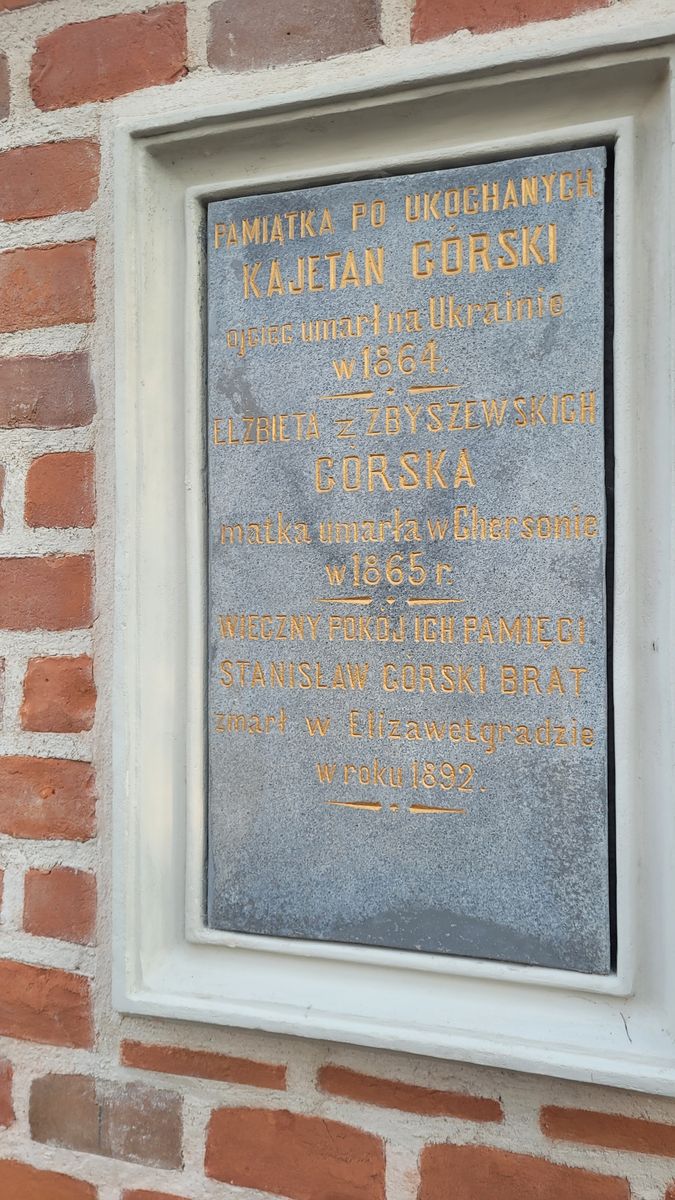 PAMIĄTKA PO UKOCHANYCH
KAJETAN GÓRSKI
ojciec umarł na Ukrainie
w 1864.
ELŻBIETA z ZBYSZEWSKICH
GORSKA
matka umarła w Chersonie
w 1865 r.
WIECZNY POKÓJ ICH PAMIĘCI
STANISŁAW GÓRSKI BRAT
zmarł w Elizawetgradzie
w roku 1892.